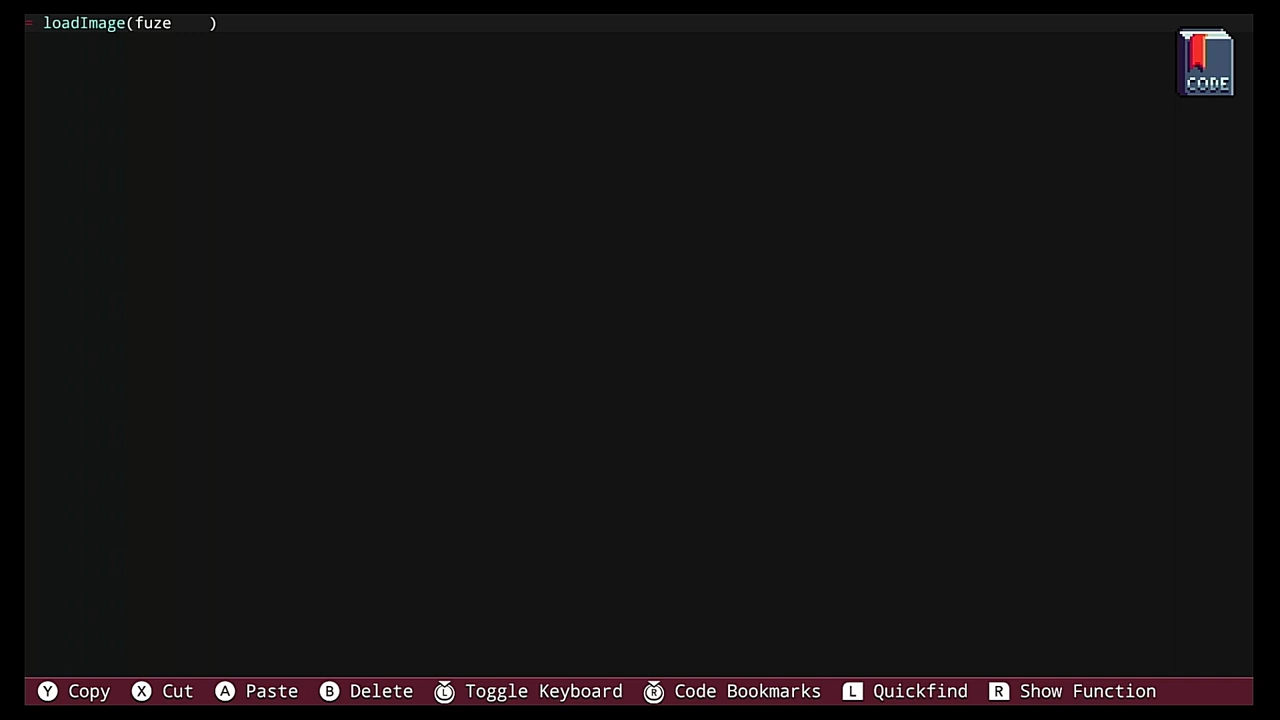 = loadImage(fuze    )
CODE
Y Copy X Cut A Paste B Delete L Toggle Keyboard R Code Bookmarks L Quickfind R Show Function